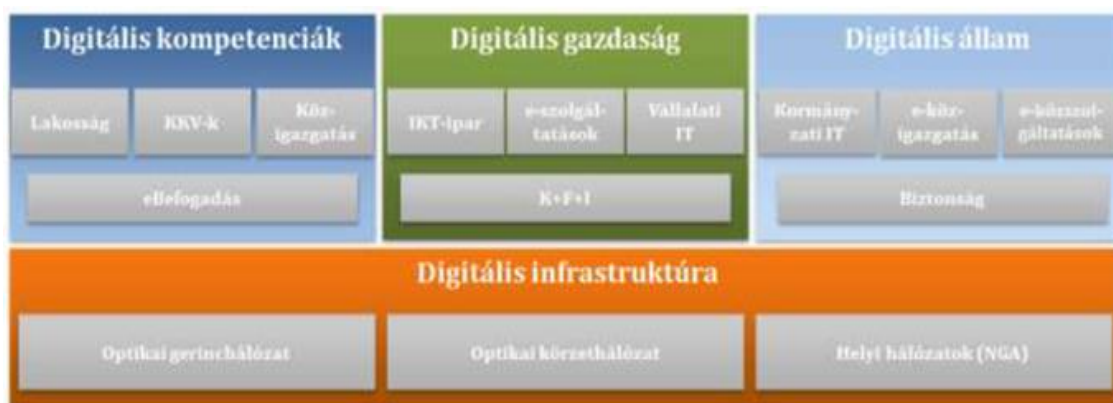 Digitális kompetenciák
Lakosság
KKV-k
Köz-
igazgatás
eBefogadás
Digitális gazdaság
IKT-ipar
e-szolgál-
tatások
Vállalati
IT
K+F+I
Digitális állam
Kormány-
zati IT
e-köz-
igazgatás
e-közszol-
gáltatások
Biztonság
Digitális infrastruktúra
Optikai gerinchálózat
Optikai körzethálózat
Helyi hálózatok (NGA)